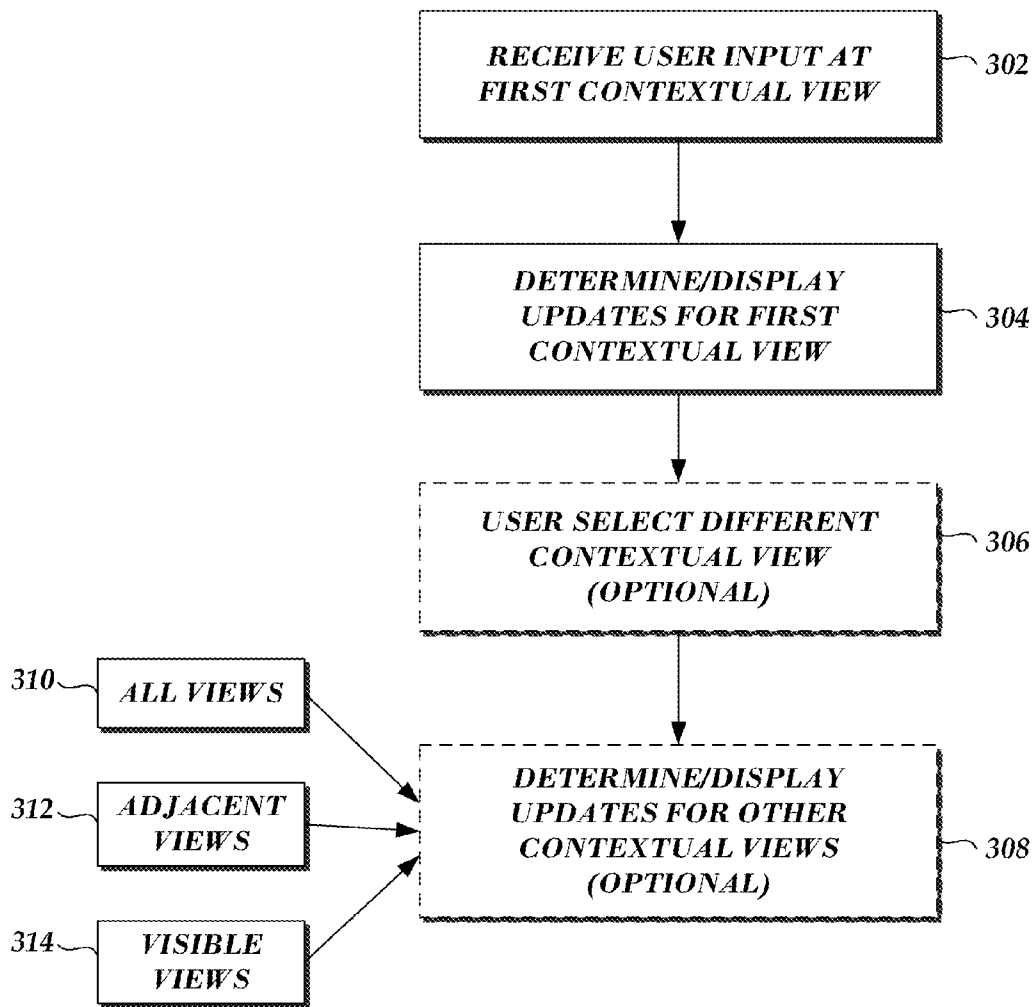 RECEIVE USER INPUT AT
FIRST CONTEXTUAL VIEW
302
DETERMINE/DISPLAY
UPDATES FOR FIRST
CONTEXTUAL VIEW
304
USER SELECT DIFFERENT
CONTEXTUAL VIEW
(OPTIONAL)
306
310
ALL VIEWS
312
ADJACENT
VIEWS
314
VISIBLE
VIEWS
DETERMINE/DISPLAY
UPDATES FOR OTHER
CONTEXTUAL VIEWS
(OPTIONAL)
308